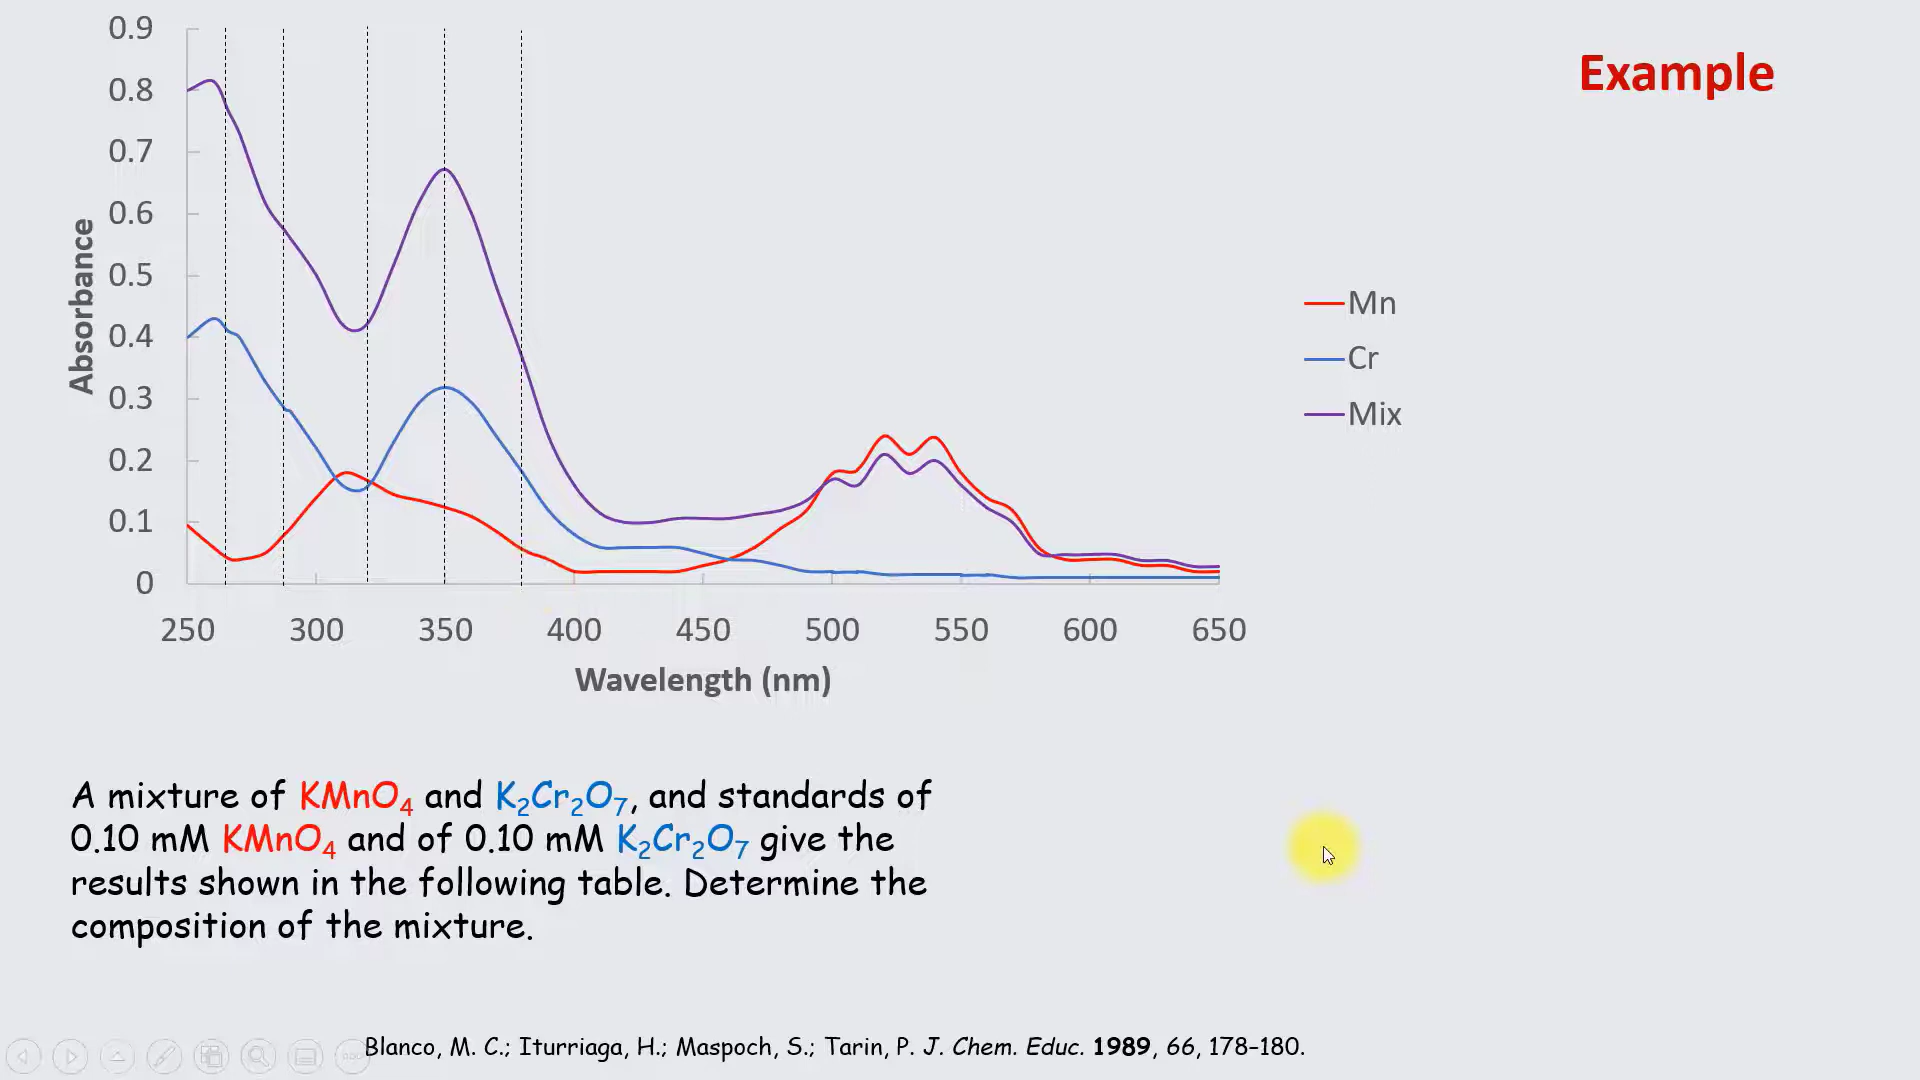 Example
0.9
0.8
0.7
0.6
0.5
0.4
0.3
0.2
0.1
0
Absorbance
250 300 350 400 450 500 550 600 650
Wavelength (nm)
Mn
Cr
Mix
A mixture of KMnO₄ and K₂Cr₂O₇, and standards of
0.10 mM KMnO₄ and of 0.10 mM K₂Cr₂O₇ give the
results shown in the following table. Determine the
composition of the mixture.
Blanco, M. C.; Iturriaga, H.; Maspoch, S.; Tarin, P. J. Chem. Educ. 1989, 66, 178–180.